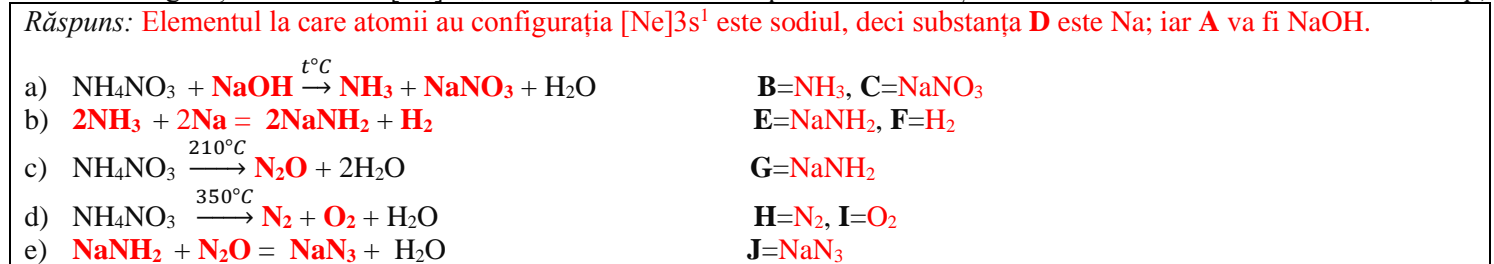 Răspuns: Elementul la care atomii au configurația [Ne]3s¹ este sodiul, deci substanța D este Na; iar A va fi NaOH.
a) NH₄NO₃ + NaOH t°C → NH₃ + NaNO₃ + H₂O B=NH₃, C=NaNO₃
b) 2NH₃ + 2Na = 2NaNH₂ + H₂ E=NaNH₂, F=H₂
c) NH₄NO₃ 210°C → N₂O + 2H₂O G=NaNH₂
d) NH₄NO₃ 350°C → N₂ + O₂ + H₂O H=N₂, I=O₂
e) NaNH₂ + N₂O = NaN₃ + H₂O J=NaN₃